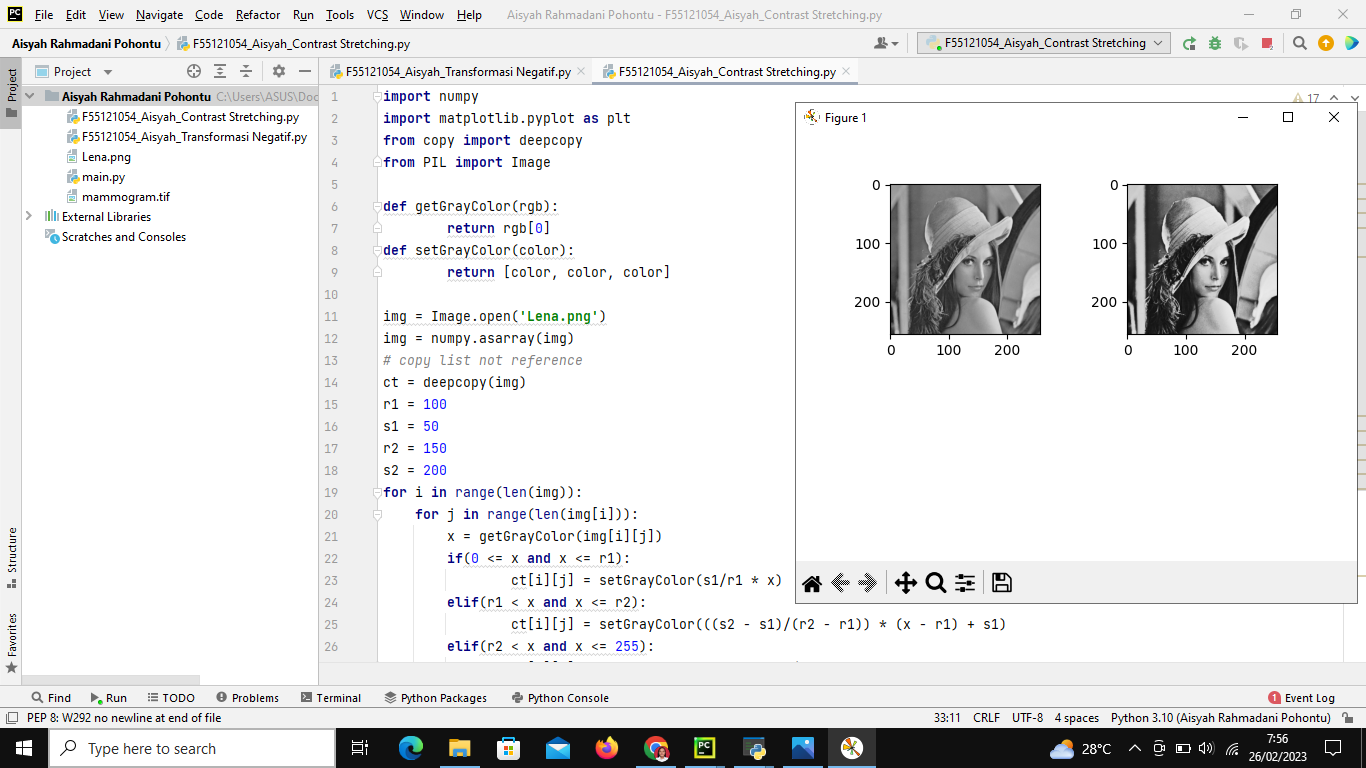 File Edit View Navigate Code Refactor Run Tools VCS Window Help Aisyah Rahmadani Pohontu - F55121054_Aisyah_Contrast Stretching.py
Aisyah Rahmadani Pohontu F55121054_Aisyah_Contrast Stretching.py F55121054_Aisyah_Contrast Stretching
Project
Project
F55121054_Aisyah_Transformasi Negatif.py F55121054_Aisyah_Contrast Stretching.py
Aisyah Rahmadani Pohontu C:\Users\ASUS\Doc
F55121054_Aisyah_Contrast Stretching.py
F55121054_Aisyah_Transformasi Negatif.py
Lena.png
main.py
mammogram.tif
External Libraries
Scratches and Consoles
Structure
Favorites
17
1 import numpy
2 import matplotlib.pyplot as plt
3 from copy import deepcopy
4 from PIL import Image
5
6 def getGrayColor(rgb):
7 return rgb[0]
8 def setGrayColor(color):
9 return [color, color, color]
10
11 img = Image.open('Lena.png')
12 img = numpy.asarray(img)
13 # copy list not reference
14 ct = deepcopy(img)
15 r1 = 100
16 s1 = 50
17 r2 = 150
18 s2 = 200
19 for i in range(len(img)):
20 for j in range(len(img[i])):
21 x = getGrayColor(img[i][j])
22 if(0 <= x and x <= r1):
23 ct[i][j] = setGrayColor(s1/r1 * x)
24 elif(r1 < x and x <= r2):
25 ct[i][j] = setGrayColor(((s2 - s1)/(r2 - r1)) * (x - r1) + s1)
26 elif(r2 < x and x <= 255):
Figure 1
0
100
200
0 100 200
0
100
200
0 100 200
Find Run TODO Problems Terminal Python Packages Python Console 1 Event Log
PEP 8: W292 no newline at end of file 33:11 CRLF UTF-8 4 spaces Python 3.10 (Aisyah Rahmadani Pohontu)
Type here to search
28°C
7:56
26/02/2023